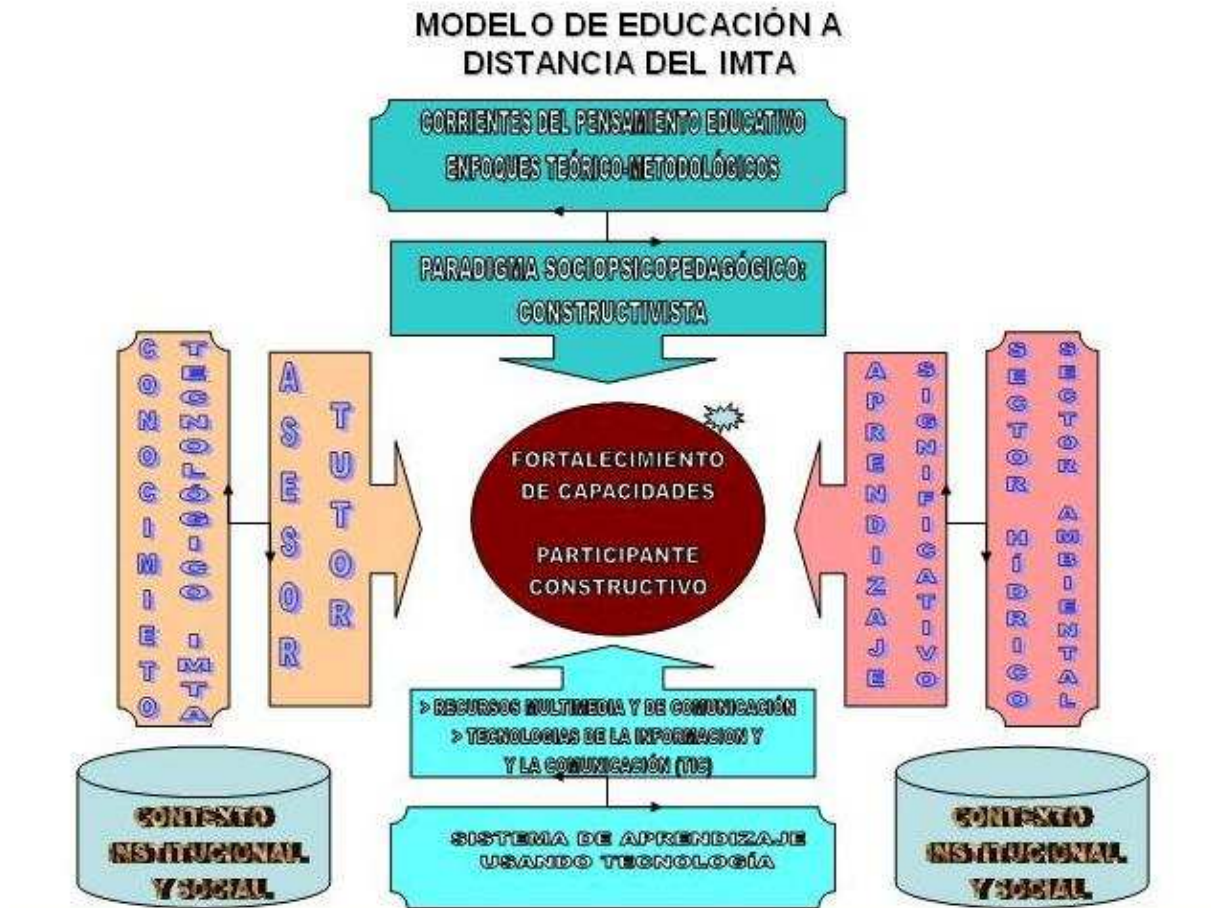 MODELO DE EDUCACIÓN A
DISTANCIA DEL IMTA
CORRIENTES DEL PENSAMIENTO EDUCATIVO
ENFOQUES TEÓRICO-METODOLÓGICOS
PARADIGMA SOCIOPSICOPEDAGÓGICO:
CONSTRUCTIVISTA
CONOCIMIETO
TECNOLÓGICO IMTA
ASESOR
TUTOR
FORTALECIMIENTO
DE CAPACIDADES
PARTICIPANTE
CONSTRUCTIVO
APRENDIZAJE
SIGNIFICATIVO
SECTOR HÍDRICO
SECTOR AMBIENTAL
> RECURSOS MULTIMEDIA Y DE COMUNICACIÓN
> TECNOLOGIAS DE LA INFORMACION Y
Y LA COMUNICACIÓN (TIC)
SISTEMA DE APRENDIZAJE
USANDO TECNOLOGÍA
CONTEXTO
INSTITUCIONAL
Y SOCIAL
CONTEXTO
INSTITUCIONAL
Y SOCIAL